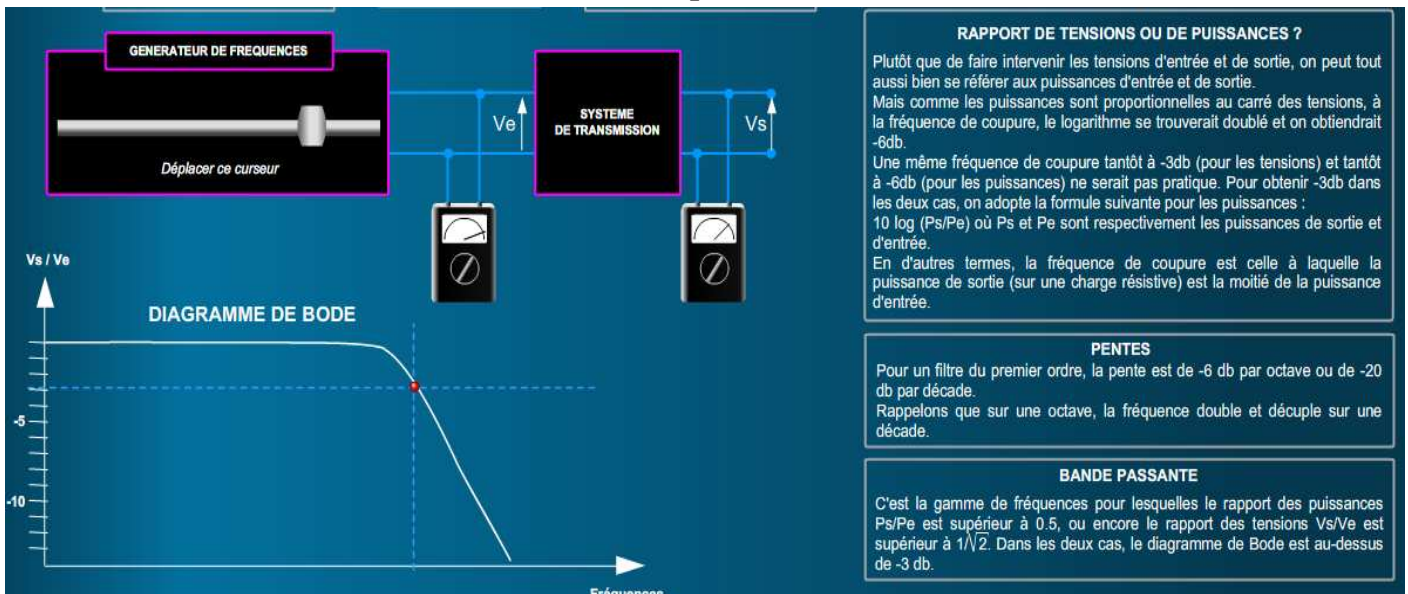 GENERATEUR DE FREQUENCES
Déplacer ce curseur
Ve
SYSTEME
DE TRANSMISSION
Vs
Vs / Ve
DIAGRAMME DE BODE
-5
-10
Fréquences
RAPPORT DE TENSIONS OU DE PUISSANCES ?
Plutôt que de faire intervenir les tensions d'entrée et de sortie, on peut tout
aussi bien se référer aux puissances d'entrée et de sortie.
Mais comme les puissances sont proportionnelles au carré des tensions, à
la fréquence de coupure, le logarithme se trouverait doublé et on obtiendrait
-6db.
Une même fréquence de coupure tantôt à -3db (pour les tensions) et tantôt
à -6db (pour les puissances) ne serait pas pratique. Pour obtenir -3db dans
les deux cas, on adopte la formule suivante pour les puissances :
10 log (Ps/Pe) où Ps et Pe sont respectivement les puissances de sortie et
d'entrée.
En d'autres termes, la fréquence de coupure est celle à laquelle la
puissance de sortie (sur une charge résistive) est la moitié de la puissance
d'entrée.
PENTES
Pour un filtre du premier ordre, la pente est de -6 db par octave ou de -20
db par décade.
Rappelons que sur une octave, la fréquence double et décuple sur une
décade.
BANDE PASSANTE
C'est la gamme de fréquences pour lesquelles le rapport des puissances
Ps/Pe est supérieur à 0.5, ou encore le rapport des tensions Vs/Ve est
supérieur à 1/√2. Dans les deux cas, le diagramme de Bode est au-dessus
de -3 db.